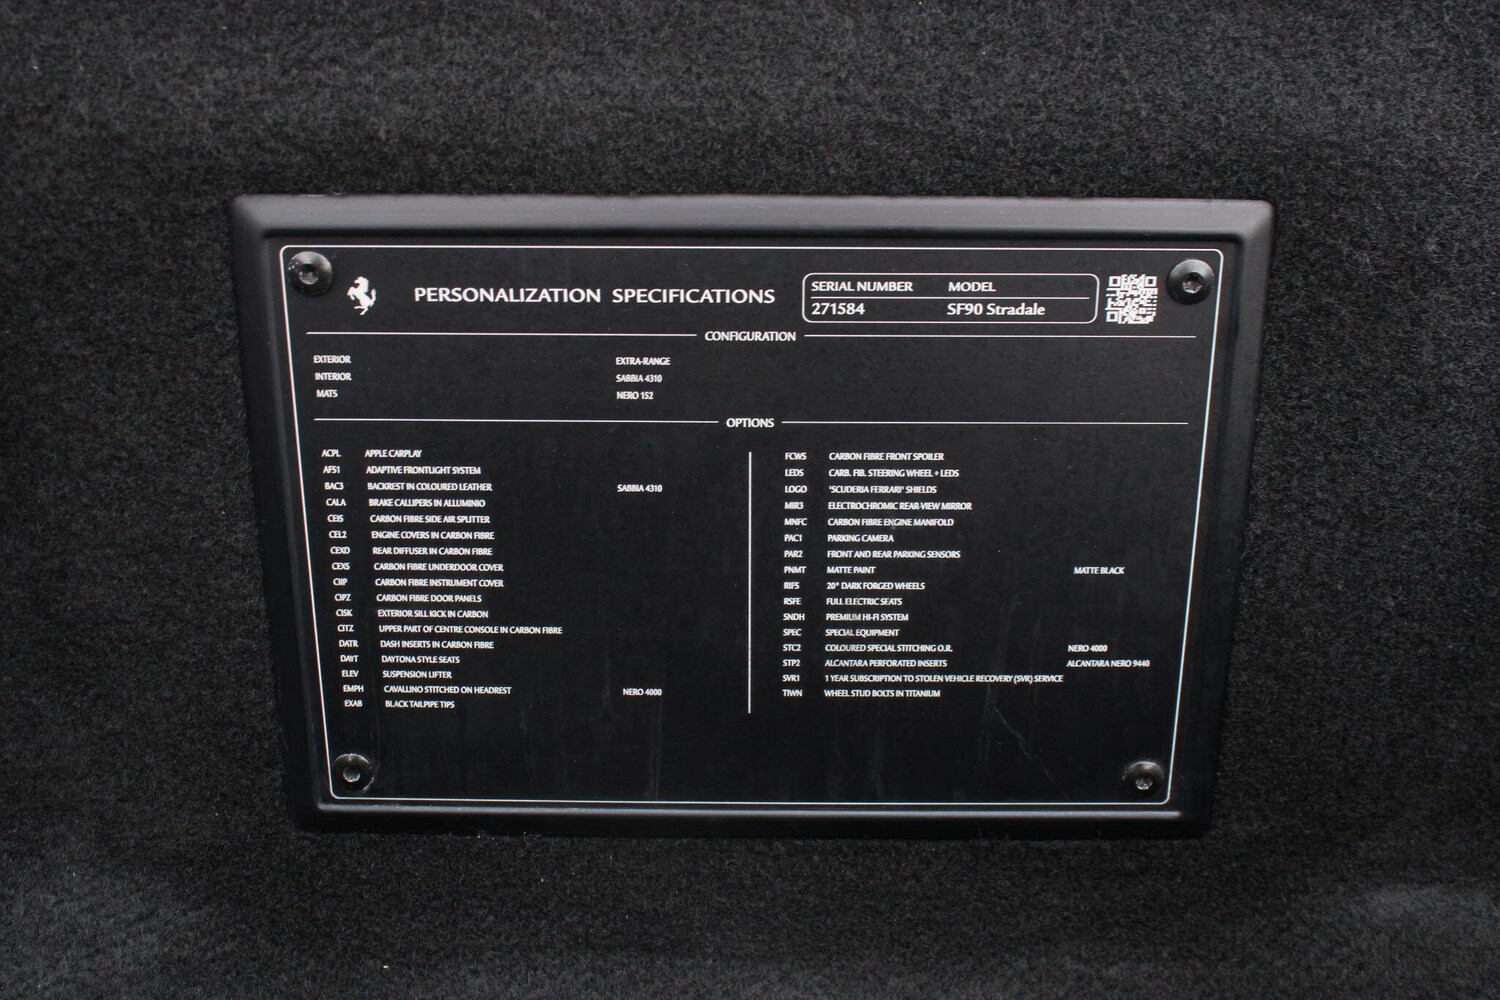 PERSONALIZATION SPECIFICATIONS
SERIAL NUMBER MODEL
271584 SF90 Stradale
CONFIGURATION
EXTERIOR EXTRA-RANGE
INTERIOR SABBIA 4310
MATS NERO 152
OPTIONS
ACPL APPLE CARPLAY
AFS1 ADAPTIVE FRONTLIGHT SYSTEM
BAC3 BACKREST IN COLOURED LEATHER SABBIA 4310
CALA BRAKE CALLIPERS IN ALLUMINIO
CEIS CARBON FIBRE SIDE AIR SPLITTER
CEL2 ENGINE COVERS IN CARBON FIBRE
CEXD REAR DIFFUSER IN CARBON FIBRE
CEXS CARBON FIBRE UNDERDOOR COVER
CIIP CARBON FIBRE INSTRUMENT COVER
CIPZ CARBON FIBRE DOOR PANELS
CISK EXTERIOR SILL KICK IN CARBON
CITZ UPPER PART OF CENTRE CONSOLE IN CARBON FIBRE
DATR DASH INSERTS IN CARBON FIBRE
DAYT DAYTONA STYLE SEATS
ELEV SUSPENSION LIFTER
EMPH CAVALLINO STITCHED ON HEADREST NERO 4000
EXAB BLACK TAILPIPE TIPS
FCWS CARBON FIBRE FRONT SPOILER
LEDS CARB. FIB. STEERING WHEEL + LEDS
LOGO 'SCUDERIA FERRARI' SHIELDS
MIR3 ELECTROCHROMIC REAR-VIEW MIRROR
MNFC CARBON FIBRE ENGINE MANIFOLD
PAC1 PARKING CAMERA
PAR2 FRONT AND REAR PARKING SENSORS
PNMT MATTE PAINT MATTE BLACK
RIF5 20" DARK FORGED WHEELS
RSFE FULL ELECTRIC SEATS
SNDH PREMIUM HI-FI SYSTEM
SPEC SPECIAL EQUIPMENT
STC2 COLOURED SPECIAL STITCHING O.R. NERO 4000
STP2 ALCANTARA PERFORATED INSERTS ALCANTARA NERO 9440
SVR1 1 YEAR SUBSCRIPTION TO STOLEN VEHICLE RECOVERY (SVR) SERVICE
TIWN WHEEL STUD BOLTS IN TITANIUM